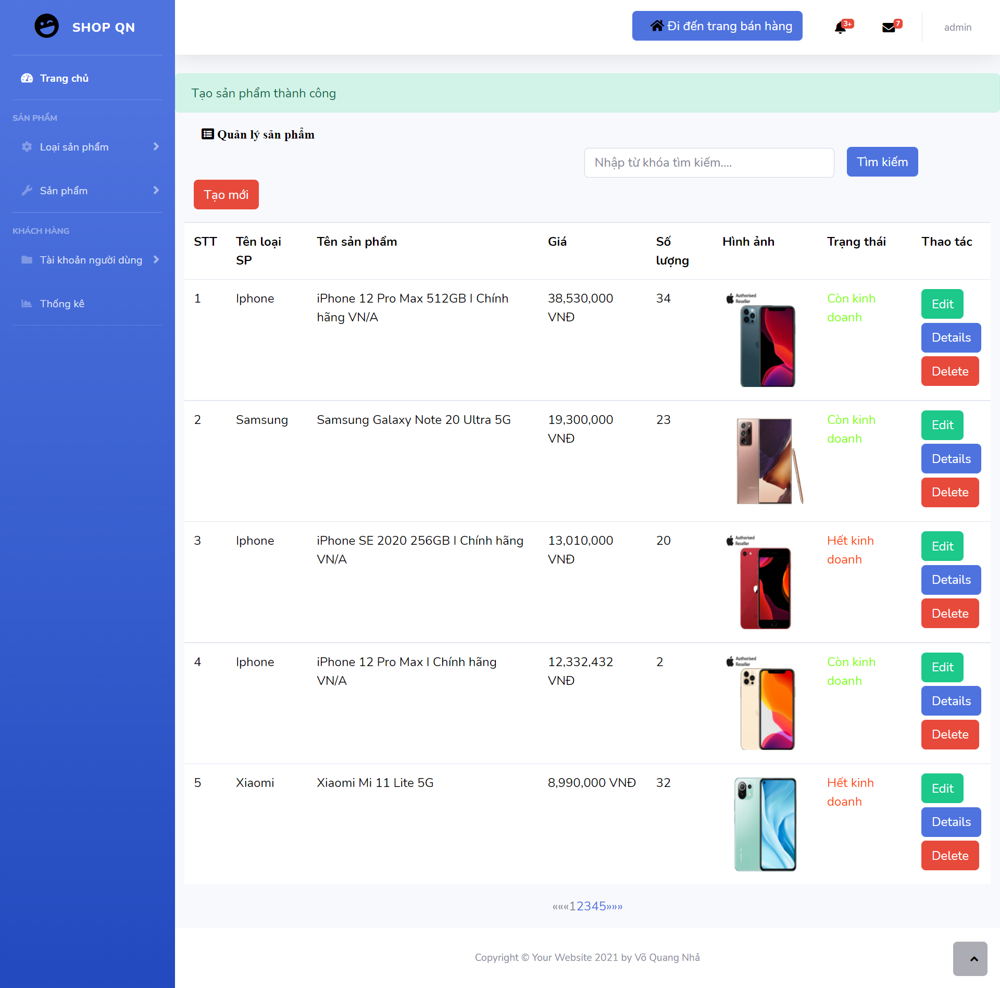 SHOP QN
Đi đến trang bán hàng
3+
7
admin
Trang chủ
SẢN PHẨM
Loại sản phẩm
Sản phẩm
KHÁCH HÀNG
Tài khoản người dùng
Thống kê
Tạo sản phẩm thành công
Quản lý sản phẩm
Nhập từ khóa tìm kiếm....
Tìm kiếm
Tạo mới
STT Tên loại SP Tên sản phẩm Giá Số lượng Hình ảnh Trạng thái Thao tác
1 Iphone iPhone 12 Pro Max 512GB I Chính hãng VN/A 38,530,000 VNĐ 34 Còn kinh doanh
Authorised
Reseller
Edit
Details
Delete
2 Samsung Samsung Galaxy Note 20 Ultra 5G 19,300,000 VNĐ 23 Còn kinh doanh
Edit
Details
Delete
3 Iphone iPhone SE 2020 256GB I Chính hãng VN/A 13,010,000 VNĐ 20 Hết kinh doanh
Authorised
Reseller
Edit
Details
Delete
4 Iphone iPhone 12 Pro Max I Chính hãng VN/A 12,332,432 VNĐ 2 Còn kinh doanh
Authorised
Reseller
Edit
Details
Delete
5 Xiaomi Xiaomi Mi 11 Lite 5G 8,990,000 VNĐ 32 Hết kinh doanh
Edit
Details
Delete
«««12345»»»
Copyright © Your Website 2021 by Võ Quang Nhả